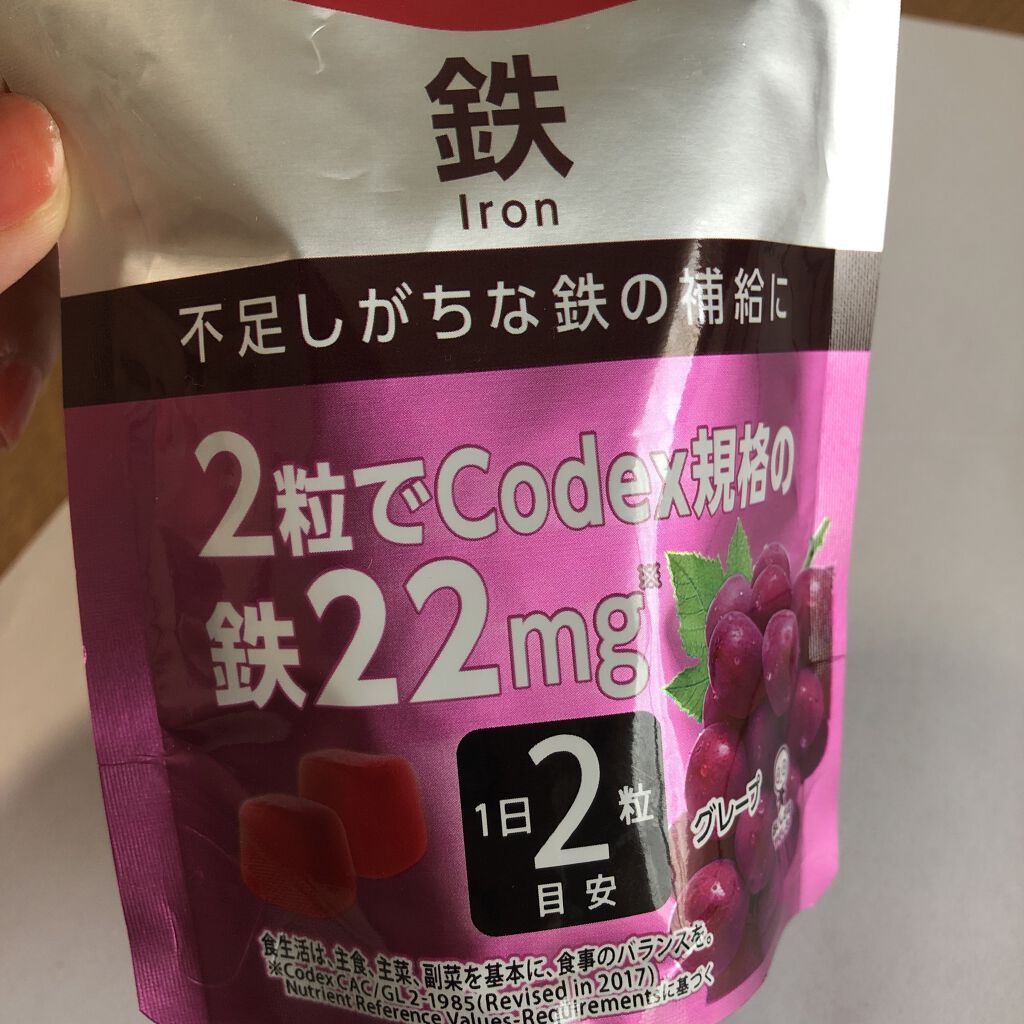 鉄
Iron
不足しがちな鉄の補給に
2粒でCodex規格の
鉄22mg※
1日2粒
目安
グレープ
食生活は、主食、主菜、副菜を基本に、食事のバランスを。
※Codex CAC/GL2-1985(Revised in 2017)
Nutrient Reference Values-Requirementsに基づく